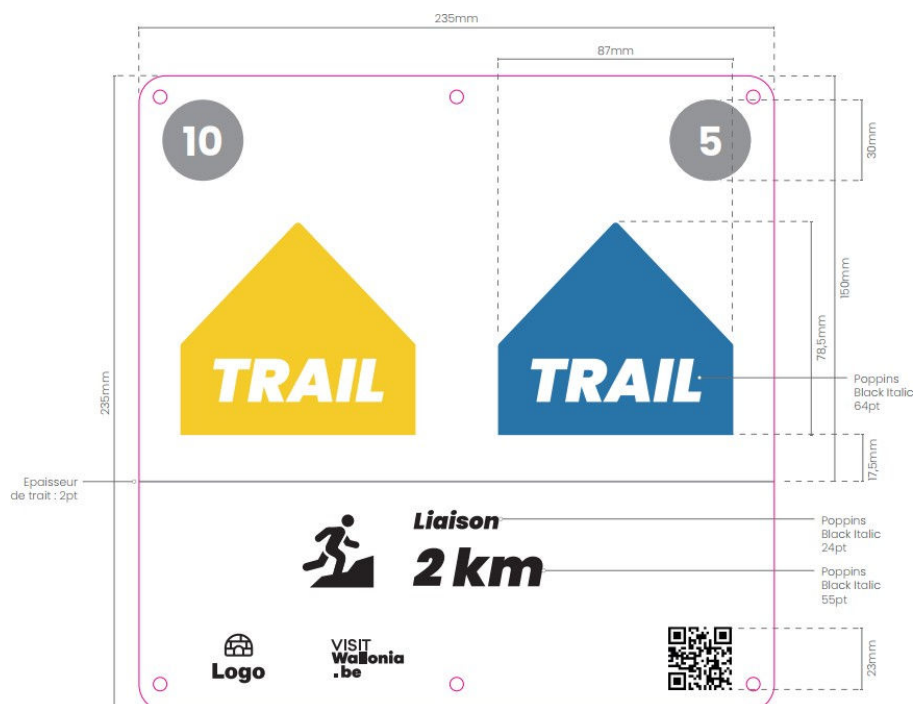 235mm
87mm
10
5
30mm
150mm
78,5mm
TRAIL
TRAIL
Poppins
Black Italic
64pt
235mm
17,5mm
Epaisseur
de trait : 2pt
Liaison
Poppins
Black Italic
24pt
2 km
Poppins
Black Italic
55pt
Logo
VISIT
Wallonia
.be
23mm